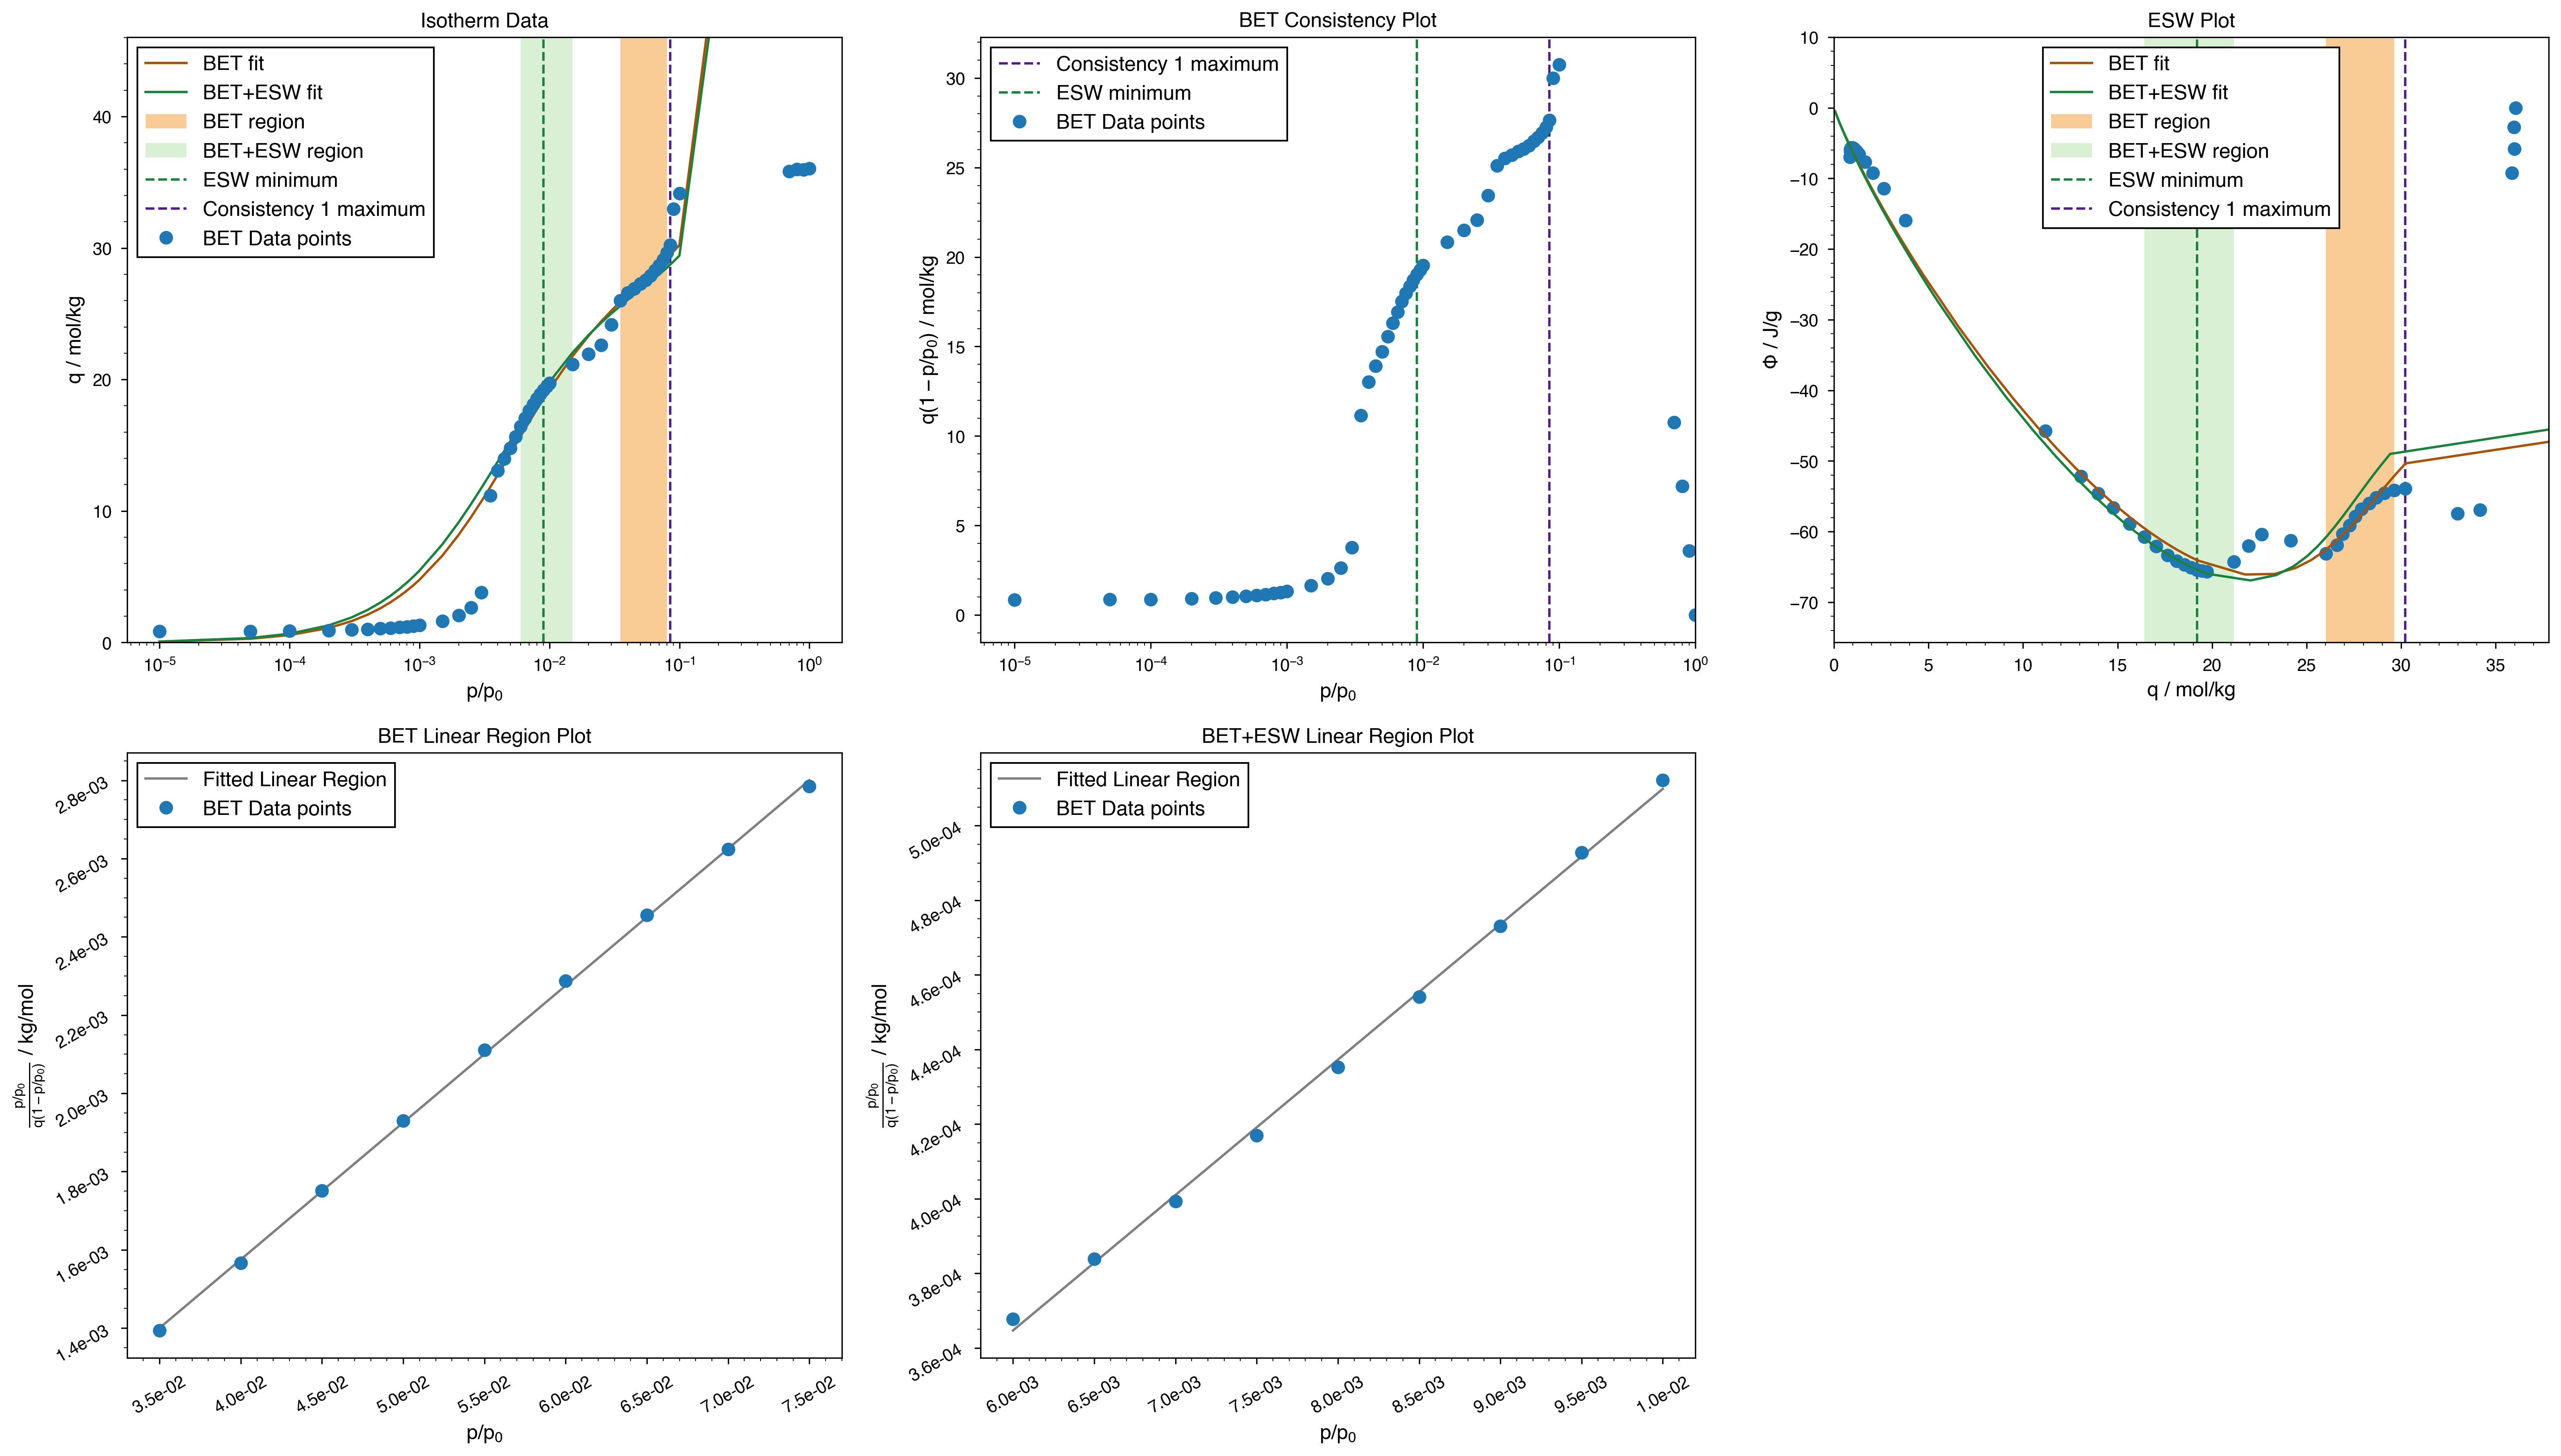 Isotherm Data
BET fit
BET+ESW fit
BET region
BET+ESW region
ESW minimum
Consistency 1 maximum
BET Data points
q / mol/kg
40
30
20
10
0
10⁻⁵ 10⁻⁴ 10⁻³ 10⁻² 10⁻¹ 10⁰
p/p₀
BET Consistency Plot
Consistency 1 maximum
ESW minimum
BET Data points
q(1 − p/p₀) / mol/kg
30
25
20
15
10
5
0
10⁻⁵ 10⁻⁴ 10⁻³ 10⁻² 10⁻¹ 10⁰
p/p₀
ESW Plot
BET fit
BET+ESW fit
BET region
BET+ESW region
ESW minimum
Consistency 1 maximum
Φ / J/g
10
0
−10
−20
−30
−40
−50
−60
−70
0 5 10 15 20 25 30 35
q / mol/kg
BET Linear Region Plot
Fitted Linear Region
BET Data points
p/p₀
q(1 − p/p₀) / kg/mol
2.8e-03
2.6e-03
2.4e-03
2.2e-03
2.0e-03
1.8e-03
1.6e-03
1.4e-03
3.5e-02 4.0e-02 4.5e-02 5.0e-02 5.5e-02 6.0e-02 6.5e-02 7.0e-02 7.5e-02
p/p₀
BET+ESW Linear Region Plot
Fitted Linear Region
BET Data points
p/p₀
q(1 − p/p₀) / kg/mol
5.0e-04
4.8e-04
4.6e-04
4.4e-04
4.2e-04
4.0e-04
3.8e-04
3.6e-04
6.0e-03 6.5e-03 7.0e-03 7.5e-03 8.0e-03 8.5e-03 9.0e-03 9.5e-03 1.0e-02
p/p₀